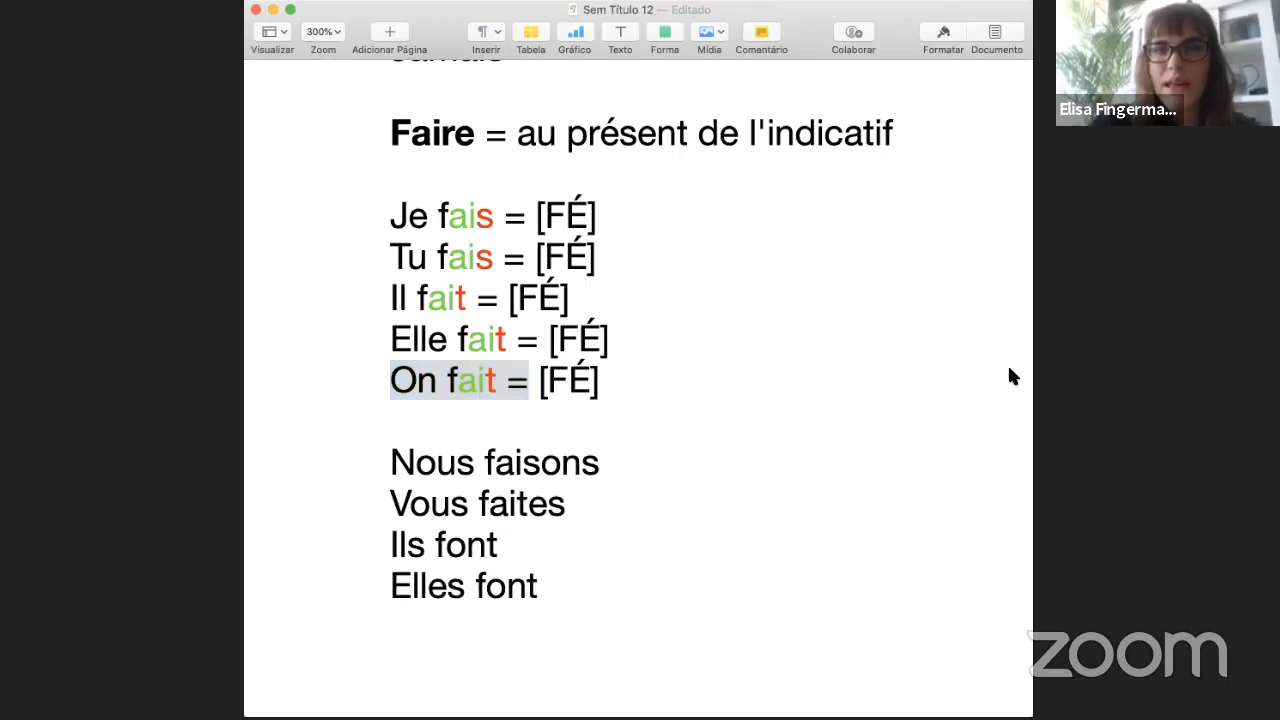 Sem Título 12 — Editado
300%
Visualizar Zoom Adicionar Página Inserir Tabela Gráfico Texto Forma Mídia Comentário Colaborar Formatar Documento
Elisa Fingerma...
Faire = au présent de l'indicatif
Je fais = [FÉ]
Tu fais = [FÉ]
Il fait = [FÉ]
Elle fait = [FÉ]
On fait = [FÉ]
Nous faisons
Vous faites
Ils font
Elles font
zoom